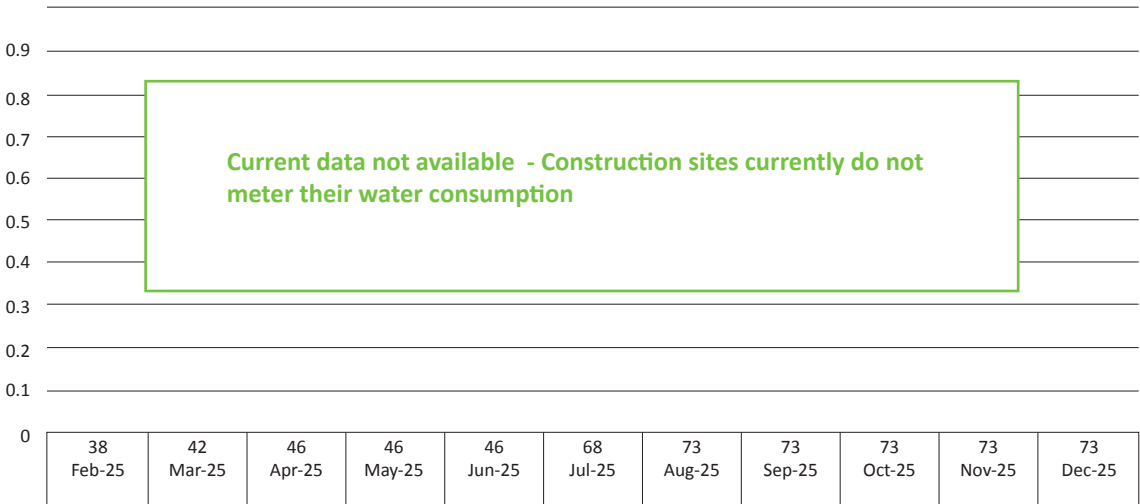 0.9
0.8
0.7
0.6
0.5
0.4
0.3
0.2
0.1
0
Current data not available - Construction sites currently do not
meter their water consumption
38 42 46 46 46 68 73 73 73 73 73
Feb-25 Mar-25 Apr-25 May-25 Jun-25 Jul-25 Aug-25 Sep-25 Oct-25 Nov-25 Dec-25